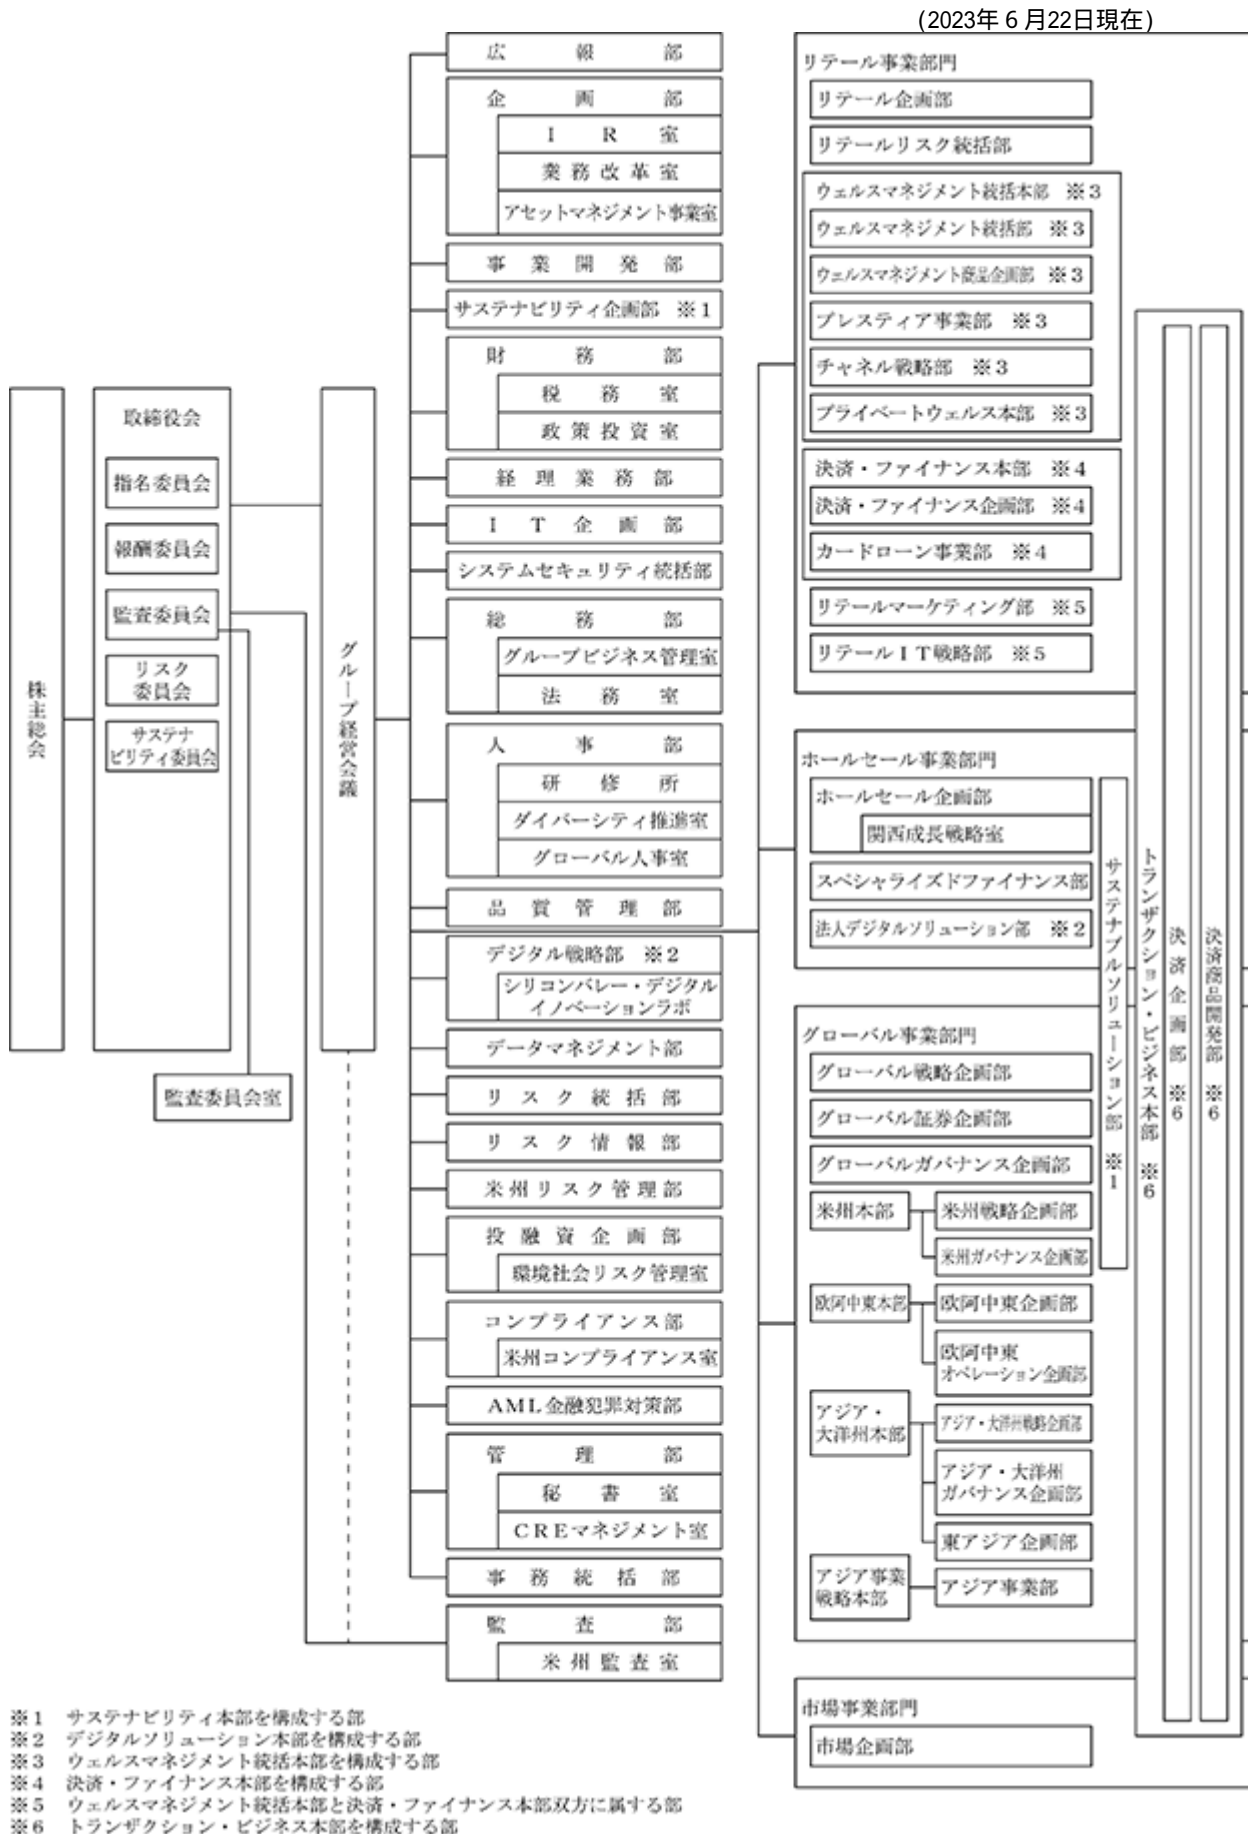 (2023年6月22日現在)
株主総会
取締役会
指名委員会
報酬委員会
監査委員会
リスク
委員会
サステナ
ビリティ委員会
監査委員会室
グループ経営会議
広報部
企画部
IR室
業務改革室
アセットマネジメント事業室
事業開発部
サステナビリティ企画部 ※1
財務部
税務室
政策投資室
経理業務部
IT企画部
システムセキュリティ統括部
総務部
グループビジネス管理室
法務室
人事部
研修所
ダイバーシティ推進室
グローバル人事室
品質管理部
デジタル戦略部 ※2
シリコンバレー・デジタル
イノベーションラボ
データマネジメント部
リスク統括部
リスク情報部
米州リスク管理部
投融資企画部
環境社会リスク管理室
コンプライアンス部
米州コンプライアンス室
AML金融犯罪対策部
管理部
秘書室
CREマネジメント室
事務統括部
監査部
米州監査室
リテール事業部門
リテール企画部
リテールリスク統括部
ウェルスマネジメント統括本部 ※3
ウェルスマネジメント統括部 ※3
ウェルスマネジメント商品企画部 ※3
プレスティア事業部 ※3
チャネル戦略部 ※3
プライベートウェルス本部 ※3
決済・ファイナンス本部 ※4
決済・ファイナンス企画部 ※4
カードローン事業部 ※4
リテールマーケティング部 ※5
リテールIT戦略部 ※5
ホールセール事業部門
ホールセール企画部
関西成長戦略室
スペシャライズドファイナンス部
法人デジタルソリューション部 ※2
グローバル事業部門
グローバル戦略企画部
グローバル証券企画部
グローバルガバナンス企画部
米州本部
米州戦略企画部
米州ガバナンス企画部
欧阿中東本部
欧阿中東企画部
欧阿中東
オペレーション企画部
アジア・
大洋州本部
アジア・大洋州戦略企画部
アジア・大洋州
ガバナンス企画部
東アジア企画部
アジア事業
戦略本部
アジア事業部
市場事業部門
市場企画部
サステナブルソリューション部 ※1
トランザクション・ビジネス本部 ※6
決済企画部 ※6
決済商品開発部 ※6
※1 サステナビリティ本部を構成する部
※2 デジタルソリューション本部を構成する部
※3 ウェルスマネジメント統括本部を構成する部
※4 決済・ファイナンス本部を構成する部
※5 ウェルスマネジメント統括本部と決済・ファイナンス本部双方に属する部
※6 トランザクション・ビジネス本部を構成する部